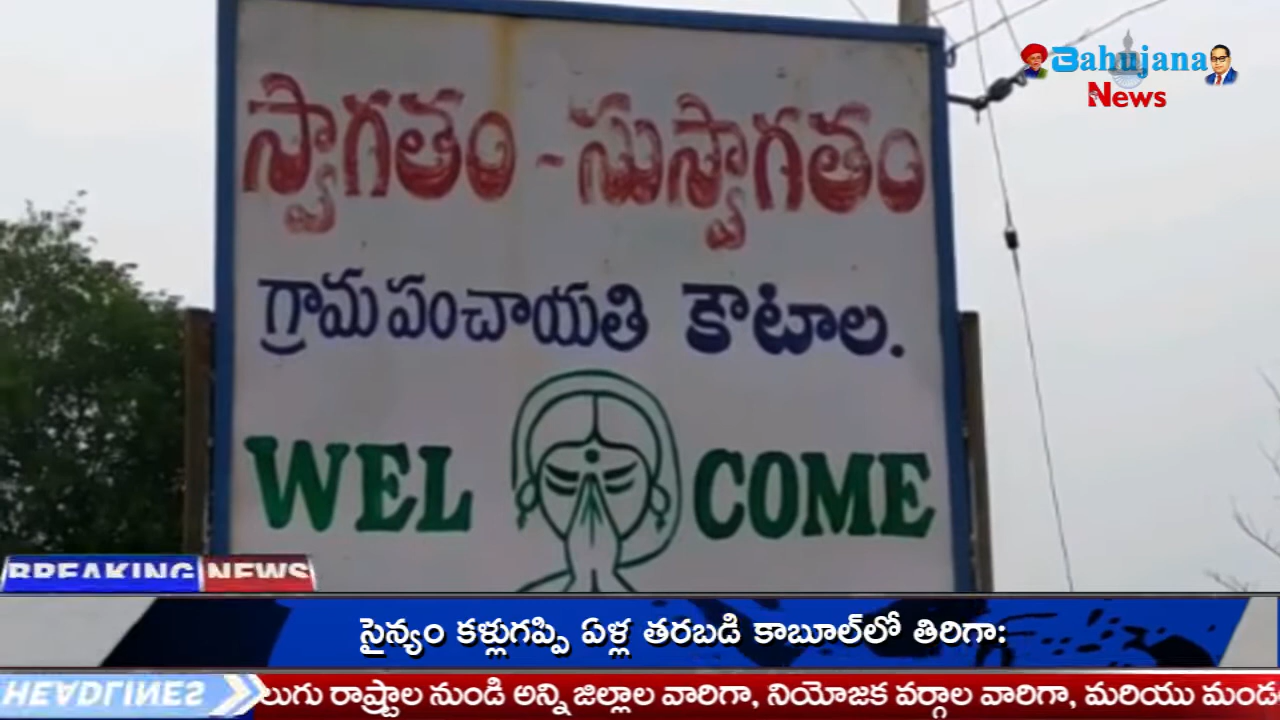 Bahujana
News
స్వాగతం - సుస్వాగతం
గ్రామ పంచాయతి కౌటాల.
WEL COME
BREAKING NEWS
సైన్యం కళ్లుగప్పి ఏళ్ల తరబడి కాబూల్‌లో తిరిగా:
HEADLINES
లుగు రాష్ట్రాల నుండి అన్ని జిల్లాల వారిగా, నియోజక వర్గాల వారిగా, మరియు మండ